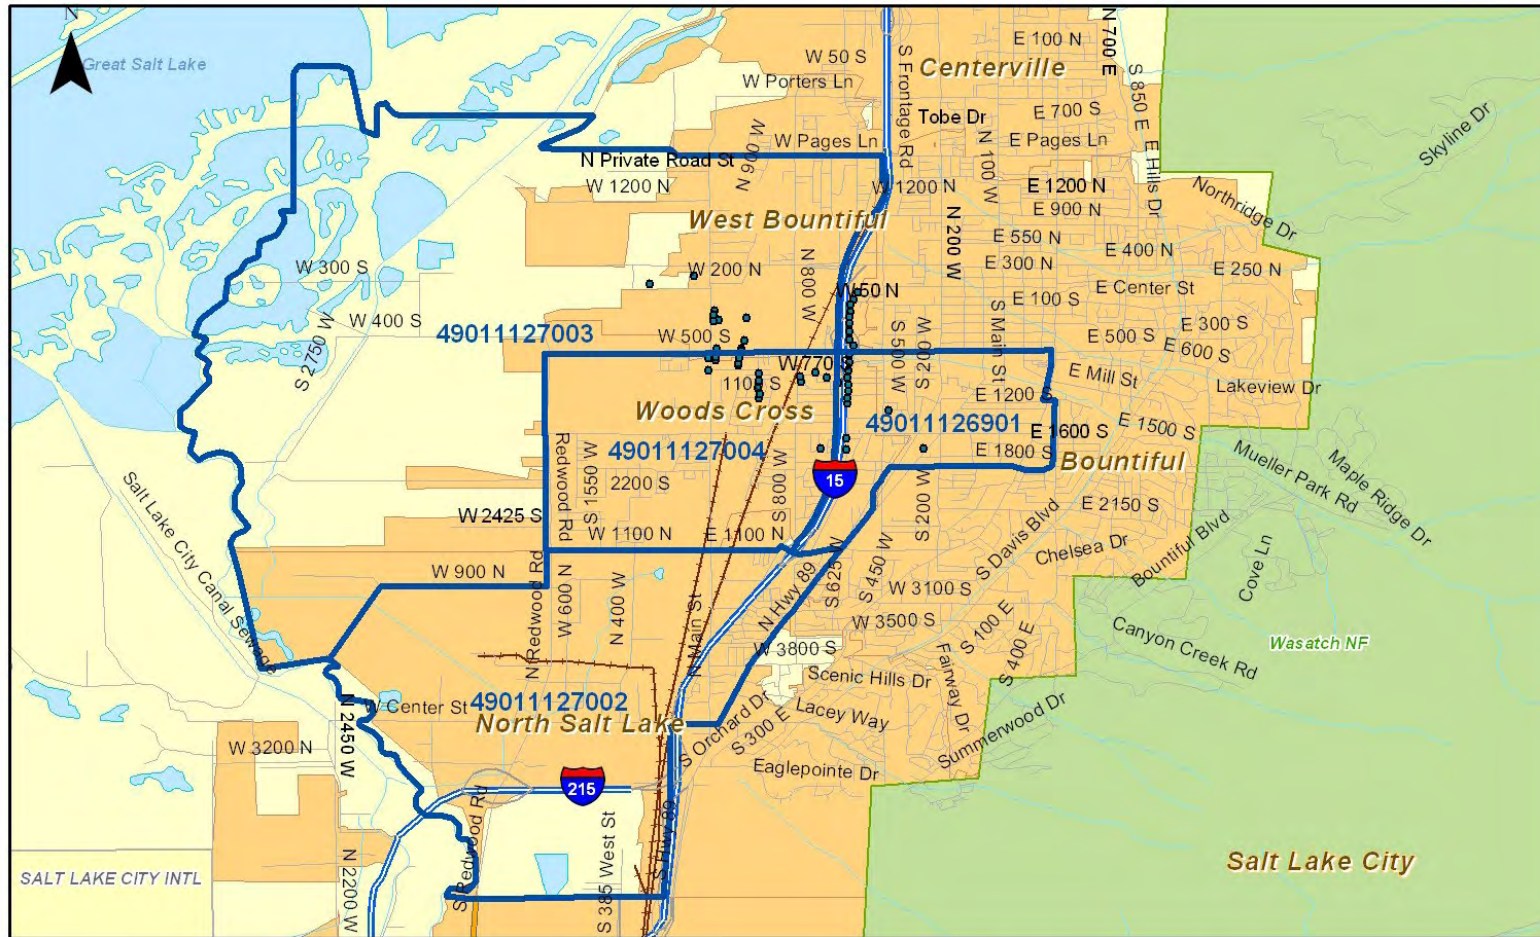 N
Great Salt Lake
W 50 S
W Porters Ln
S Frontage Rd
Centerville
E 100 N
N 700 E
S 850 E
E Hills Dr
Tobe Dr
E 700 S
E Pages Ln
N 100 W
W Pages Ln
N 900 W
N Private Road St
W 1200 N
W 1200 N
E 1200 N
E 900 N
Skyline Dr
Northridge Dr
West Bountiful
N 200 W
E 550 N
E 400 N
E 300 N
E 250 N
W 300 S
W 200 N
N 800 W
W 50 N
E Center St
E 100 S
S Main St
W 400 S
49011127003
W 500 S
S 500 W
S 200 W
E 500 S
E 300 S
E 600 S
S 2750 W
W 770 S
1100 S
E Mill St
E 1200 S
Lakeview Dr
Woods Cross
49011126901
E 1600 S
E 1500 S
E 1800 S
Bountiful
Redwood Rd
S 1550 W
49011127004
2200 S
S 800 W
15
S 200 W
Mueller Park Rd
Maple Ridge Dr
E 2150 S
W 2425 S
W 1100 N
E 1100 N
S Davis Blvd
Chelsea Dr
Bountiful Blvd
Cove Ln
Salt Lake City Canal Sewage
W 900 N
N Redwood Rd
W 600 N
N 400 W
N Main St
N Hwy 89
S 625 W
S 450 W
W 3100 S
W 3500 S
S 100 E
S 400 E
Canyon Creek Rd
Wasatch NF
W 3800 S
Scenic Hills Dr
Fairway Dr
49011127002
W Center St
North Salt Lake
N 2450 W
S Orchard Dr
S 300 E
Lacey Way
Summerwood Dr
W 3200 N
Eaglepointe Dr
215
S Redwood Rd
S 385 West St
S Hwy 89
N 2200 W
SALT LAKE CITY INTL
Salt Lake City